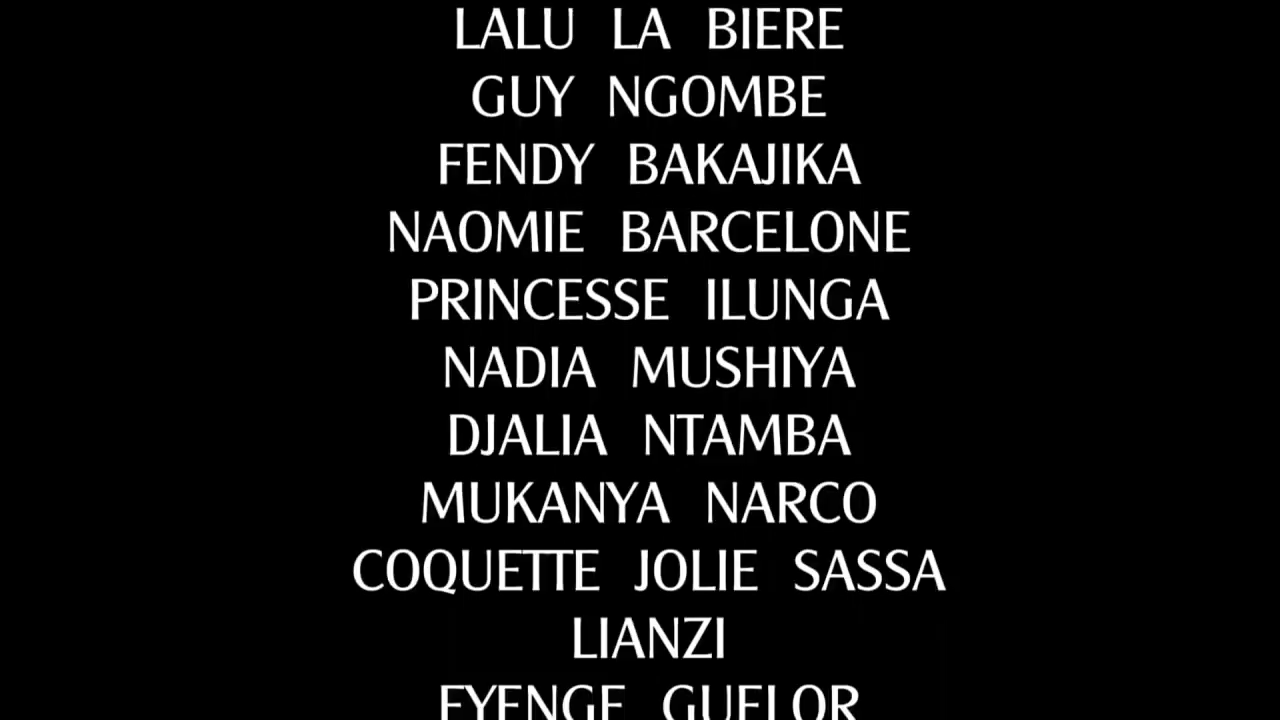 LALU LA BIERE
GUY NGOMBE
FENDY BAKAJIKA
NAOMIE BARCELONE
PRINCESSE ILUNGA
NADIA MUSHIYA
DJALIA NTAMBA
MUKANYA NARCO
COQUETTE JOLIE SASSA
LIANZI